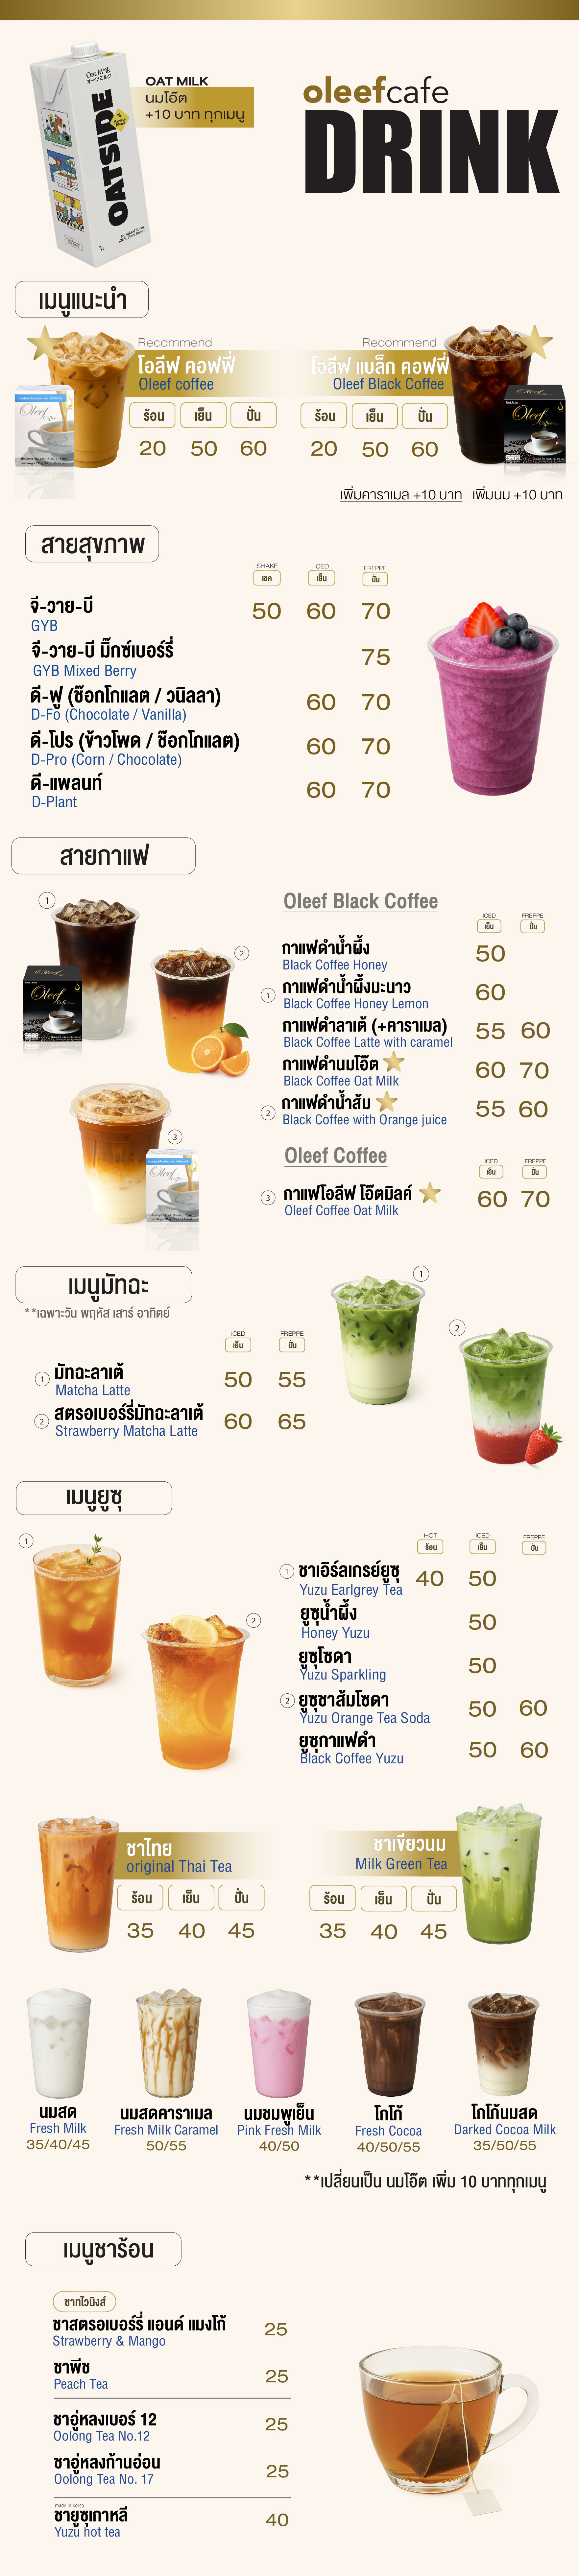 Oat M*lk
オーツミルク
OATSIDE
OAT MILK
นมโอ๊ต
+10 บาท ทุกเมนู
oleefcafe
DRINK
เมนูแนะนำ
Recommend
โอลีฟ คอฟฟี่
Oleef coffee
ร้อน เย็น ปั่น
20 50 60
Recommend
โอลีฟ แบล็ก คอฟฟี่
Oleef Black Coffee
ร้อน เย็น ปั่น
20 50 60
Oleef
Coffee
Oleef
Coffee
เพิ่มคาราเมล +10 บาท เพิ่มนม +10 บาท
สายสุขภาพ
SHAKE ICED FREPPE
เชค เย็น ปั่น
จี-วาย-บี 50 60 70
GYB
จี-วาย-บี มิ๊กซ์เบอร์รี่ 75
GYB Mixed Berry
ดี-ฟู (ช๊อกโกแลต / วนิลลา) 60 70
D-Fo (Chocolate / Vanilla)
ดี-โปร (ข้าวโพด / ช๊อกโกแลต) 60 70
D-Pro (Corn / Chocolate)
ดี-แพลนท์ 60 70
D-Plant
สายกาแฟ
1
2
3
Oleef
Coffee
Oleef
Coffee
Oleef Black Coffee
ICED FREPPE
เย็น ปั่น
กาแฟดำน้ำผึ้ง 50
Black Coffee Honey
1 กาแฟดำน้ำผึ้งมะนาว 60
Black Coffee Honey Lemon
กาแฟดำลาเต้ (+คาราเมล) 55 60
Black Coffee Latte with caramel
กาแฟดำนมโอ๊ต 60 70
Black Coffee Oat Milk
2 กาแฟดำน้ำส้ม 55 60
Black Coffee with Orange juice
Oleef Coffee
ICED FREPPE
เย็น ปั่น
3 กาแฟโอลีฟ โอ๊ตมิลค์ 60 70
Oleef Coffee Oat Milk
เมนูมัทฉะ
**เฉพาะวัน พฤหัส เสาร์ อาทิตย์
1
2
ICED FREPPE
เย็น ปั่น
1 มัทฉะลาเต้ 50 55
Matcha Latte
2 สตรอเบอร์รี่มัทฉะลาเต้ 60 65
Strawberry Matcha Latte
เมนูยูซุ
1
2
HOT ICED FREPPE
ร้อน เย็น ปั่น
1 ชาเอิร์ลเกรย์ยูซุ 40 50
Yuzu Earlgrey Tea
ยูซุน้ำผึ้ง 50
Honey Yuzu
ยูซุโซดา 50
Yuzu Sparkling
2 ยูซุชาส้มโซดา 50 60
Yuzu Orange Tea Soda
ยูซุกาแฟดำ 50 60
Black Coffee Yuzu
ชาไทย
original Thai Tea
ร้อน เย็น ปั่น
35 40 45
ชาเขียวนม
Milk Green Tea
ร้อน เย็น ปั่น
35 40 45
นมสด
Fresh Milk
35/40/45
นมสดคาราเมล
Fresh Milk Caramel
50/55
นมชมพูเย็น
Pink Fresh Milk
40/50
โกโก้
Fresh Cocoa
40/50/55
โกโก้นมสด
Darked Cocoa Milk
35/50/55
**เปลี่ยนเป็น นมโอ๊ต เพิ่ม 10 บาททุกเมนู
เมนูชาร้อน
ชาทไวนิงส์
ชาสตรอเบอร์รี่ แอนด์ แมงโก้ 25
Strawberry & Mango
ชาพีช 25
Peach Tea
ชาอู่หลงเบอร์ 12 25
Oolong Tea No.12
ชาอู่หลงก้านอ่อน 25
Oolong Tea No. 17
made in korea
ชายูซุเกาหลี 40
Yuzu hot tea